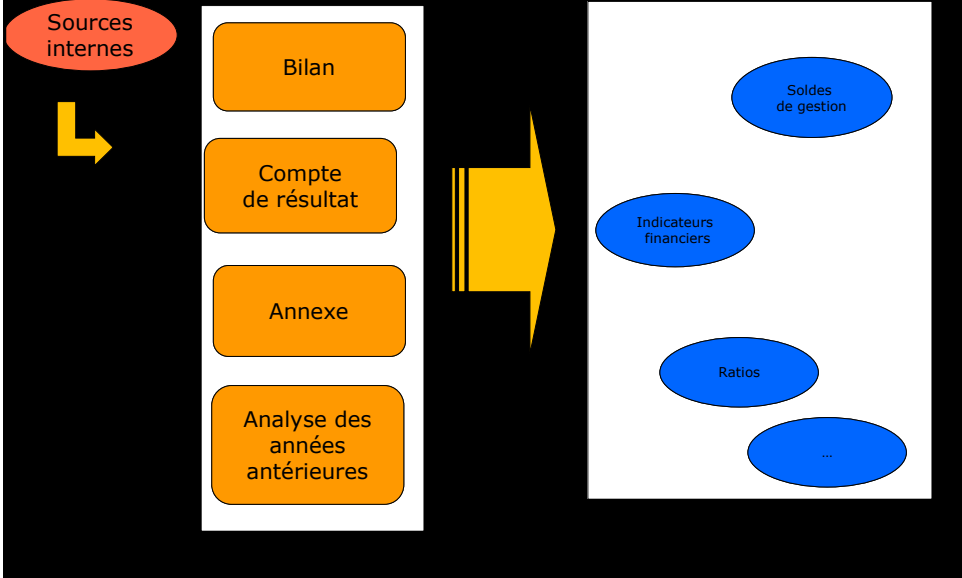 Sources
internes
Bilan
Compte
de résultat
Annexe
Analyse des
années
antérieures
Soldes
de gestion
Indicateurs
financiers
Ratios
...